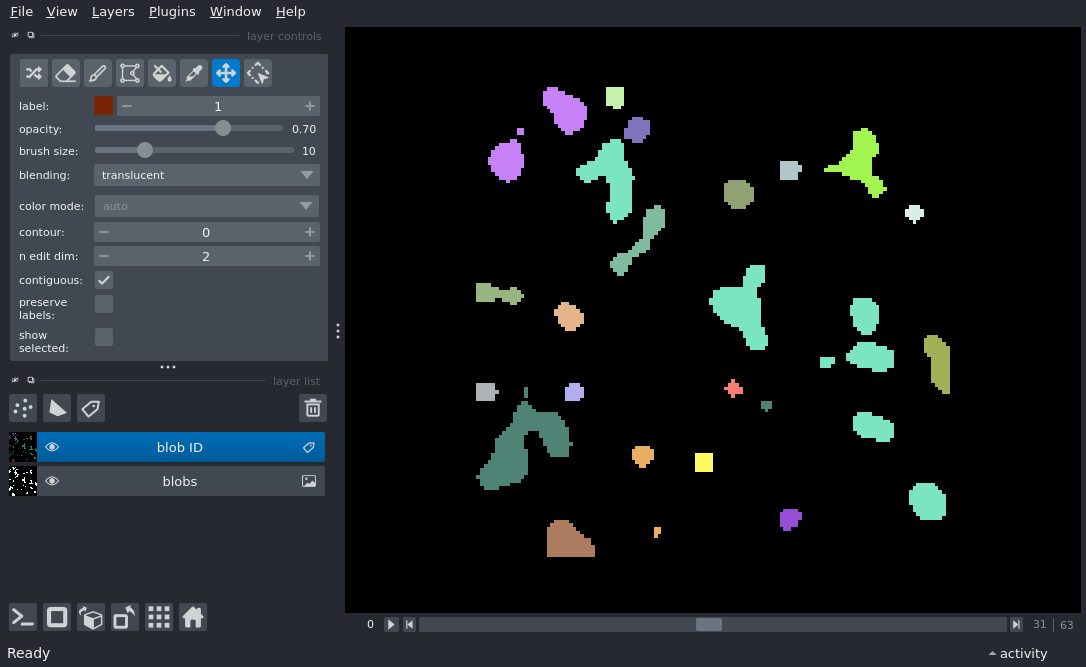 File View Layers Plugins Window Help
layer controls
label: 1
opacity: 0.70
brush size: 10
blending: translucent
color mode: auto
contour: 0
n edit dim: 2
contiguous:
preserve
labels:
show
selected:
layer list
blob ID
blobs
0 31 63
Ready activity